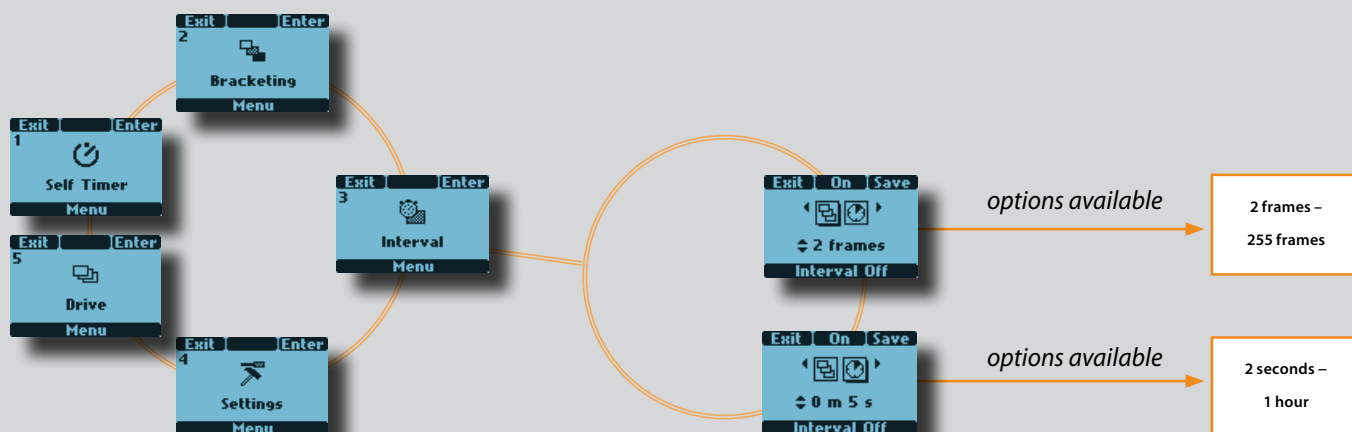 Exit Enter
2
Bracketing
Menu
Exit Enter
1
Self Timer
Menu
Exit Enter
3
Interval
Menu
Exit Enter
5
Drive
Menu
Exit Enter
4
Settings
Menu
Exit On Save
2 frames
Interval Off
options available
2 frames –
255 frames
Exit On Save
0 m 5 s
Interval Off
options available
2 seconds –
1 hour